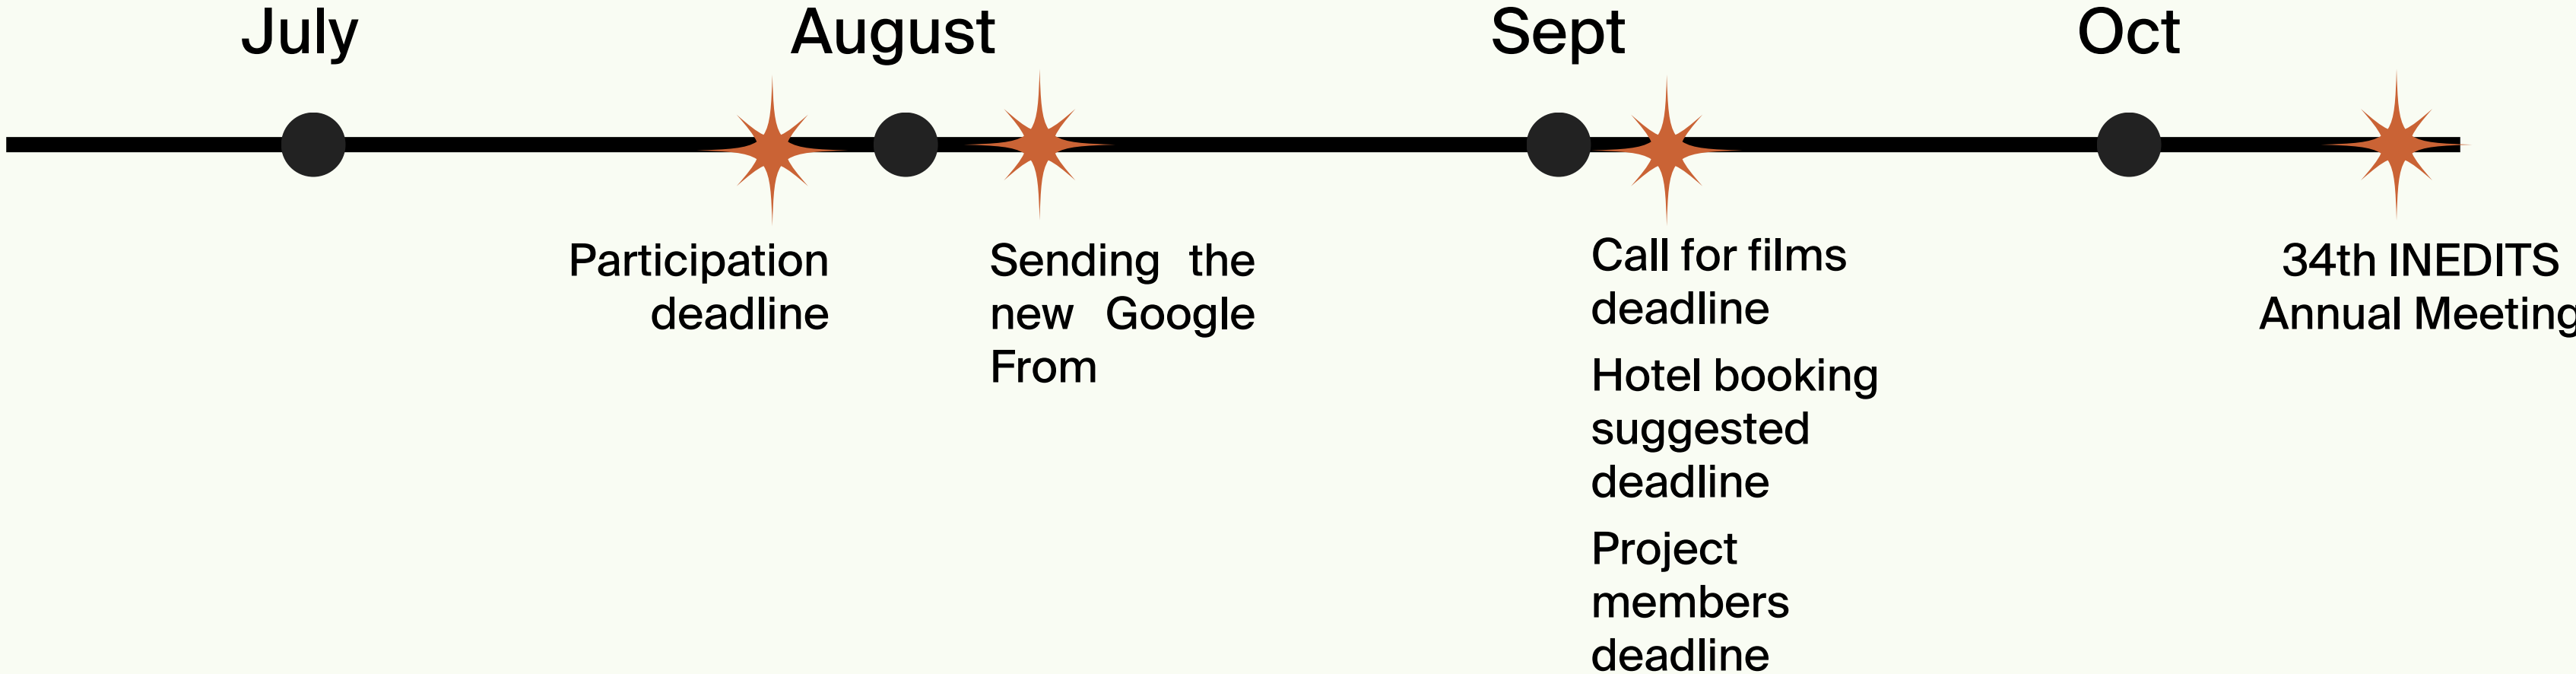 July
August
Sept
Oct
Participation
deadline
Sending the
new Google
From
Call for films
deadline
Hotel booking
suggested
deadline
Project
members
deadline
34th INEDITS
Annual Meeting